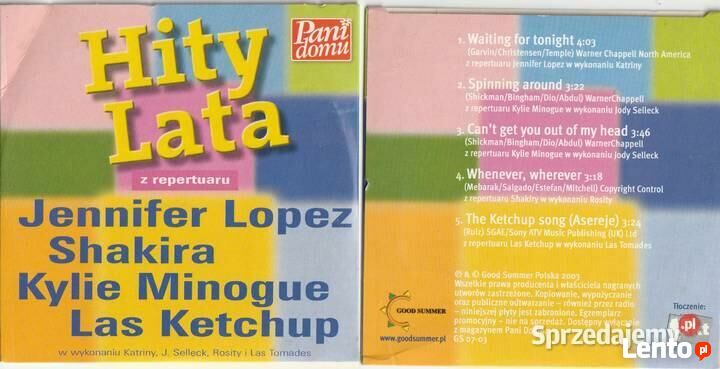 Pani domu
Hity
Lata
z repertuaru
Jennifer Lopez
Shakira
Kylie Minogue
Las Ketchup
w wykonaniu Katriny, J. Selleck, Rosity i Las Tomades
1. Waiting for tonight 4:03
(Garvin/Christensen/Temple) Warner Chappell North America
z repertuaru Jennifer Lopez w wykonaniu Katriny
2. Spinning around 3:22
(Shickman/Bingham/Dio/Abdul) WarnerChappell
z repertuaru Kylie Minogue w wykonaniu Jody Selleck
3. Can't get you out of my head 3:46
(Shickman/Bingham/Dio/Abdul) WarnerChappell
z repertuaru Kylie Minogue w wykonaniu Jody Selleck
4. Whenever, wherever 3:18
(Mebarak/Salgado/Estefan/Mitchell) Copyright Control
z repertuaru Shakiry w wykonaniu Rosity
5. The Ketchup song (Asereje) 3:24
(Ruiz) SGAE/Sony ATV Music Publishing (UK) Ltd
z repertuaru Las Ketchup w wykonaniu Las Tomades
℗ & © Good Summer Polska 2003
Wszelkie prawa producenta i właściciela nagranych
utworów zastrzeżone. Kopiowanie, wypożyczanie
oraz publiczne odtwarzanie – również przez radio
– niniejszej płyty jest zabronione. Egzemplarz
promocyjny – nie na sprzedaż. Dostępny wyłącznie
z magazynem Pani Do
GS 07-03
GOOD SUMMER
www.goodsummer.pl
Tłoczenie:
Sprzedajemy.pl
Lento.pl